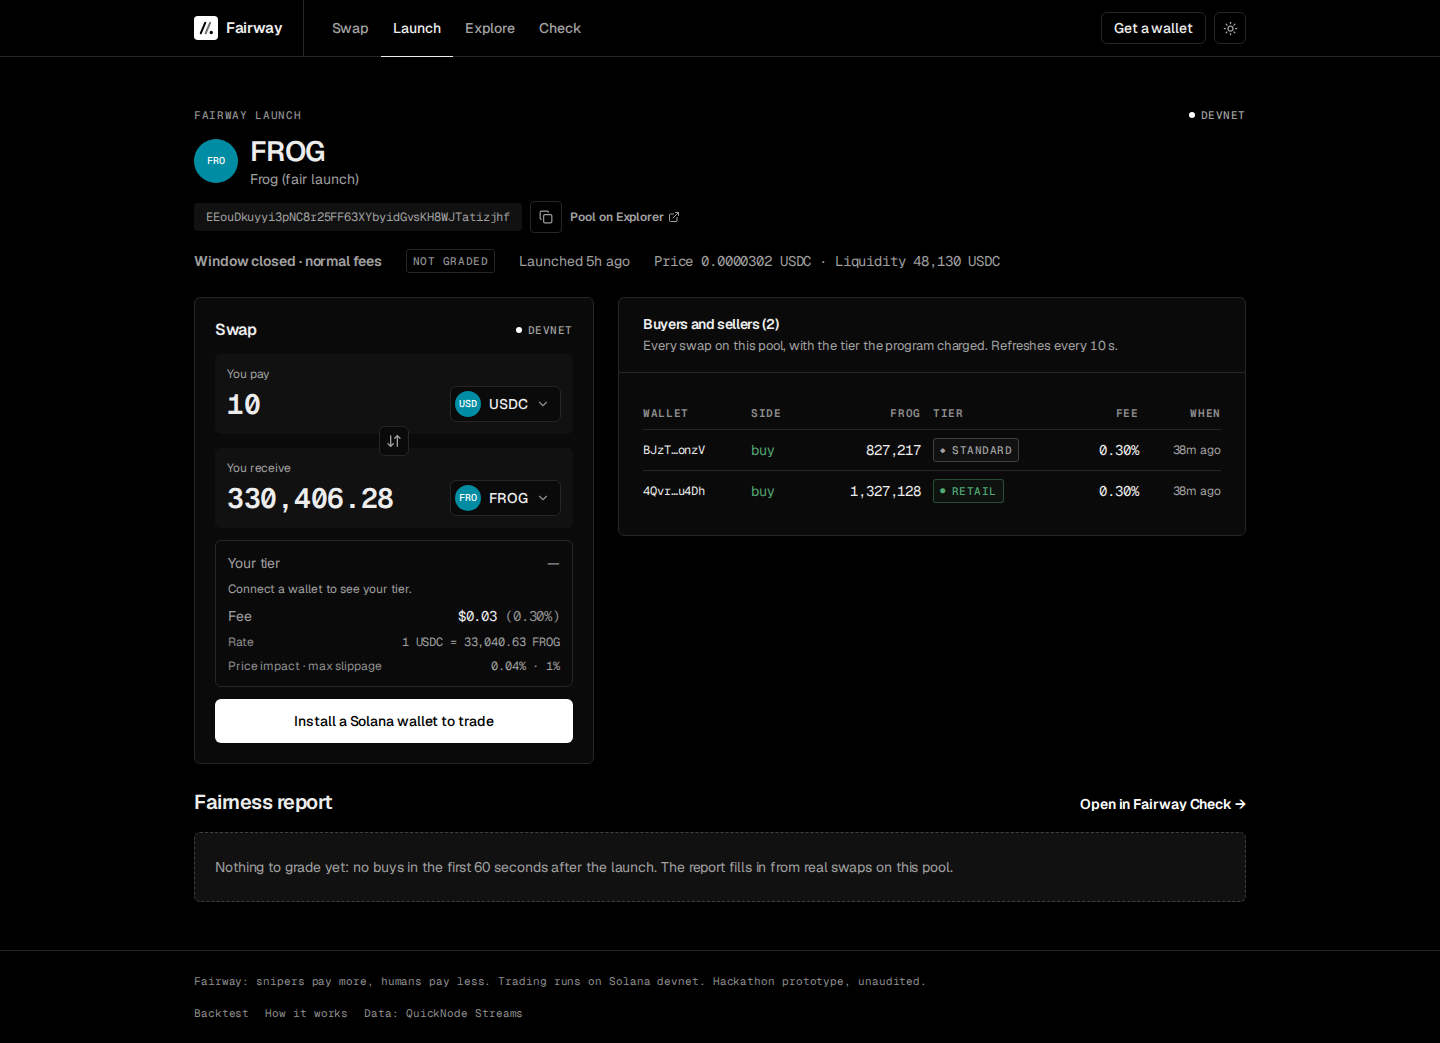 Fairway
Swap
Launch
Explore
Check
Get a wallet
FAIRWAY LAUNCH
DEVNET
FRO
FROG
Frog (fair launch)
EEouDkuyyi3pNC8r25FF63XYbyidGvsKH8WJTatizjhf
Pool on Explorer
Window closed · normal fees
NOT GRADED
Launched 5h ago
Price 0.0000302 USDC · Liquidity 48,130 USDC
Swap
DEVNET
You pay
10
USD
USDC
You receive
330,406.28
FRO
FROG
Your tier
—
Connect a wallet to see your tier.
Fee
$0.03 (0.30%)
Rate
1 USDC = 33,040.63 FROG
Price impact · max slippage
0.04% · 1%
Install a Solana wallet to trade
Buyers and sellers (2)
Every swap on this pool, with the tier the program charged. Refreshes every 10 s.
WALLET SIDE FROG TIER FEE WHEN
BJzT…onzV buy 827,217 STANDARD 0.30% 38m ago
4Qvr…u4Dh buy 1,327,128 RETAIL 0.30% 38m ago
Fairness report
Open in Fairway Check →
Nothing to grade yet: no buys in the first 60 seconds after the launch. The report fills in from real swaps on this pool.
Fairway: snipers pay more, humans pay less. Trading runs on Solana devnet. Hackathon prototype, unaudited.
Backtest How it works Data: QuickNode Streams